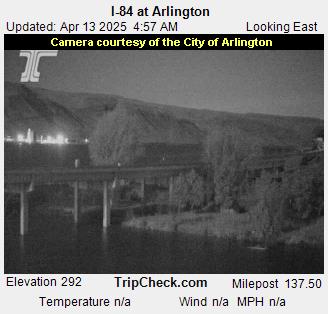 I-84 at Arlington
Updated: Apr 13 2025 4:57 AM Looking East
Camera courtesy of the City of Arlington
Elevation 292 TripCheck.com Milepost 137.50
Temperature n/a Wind n/a MPH n/a